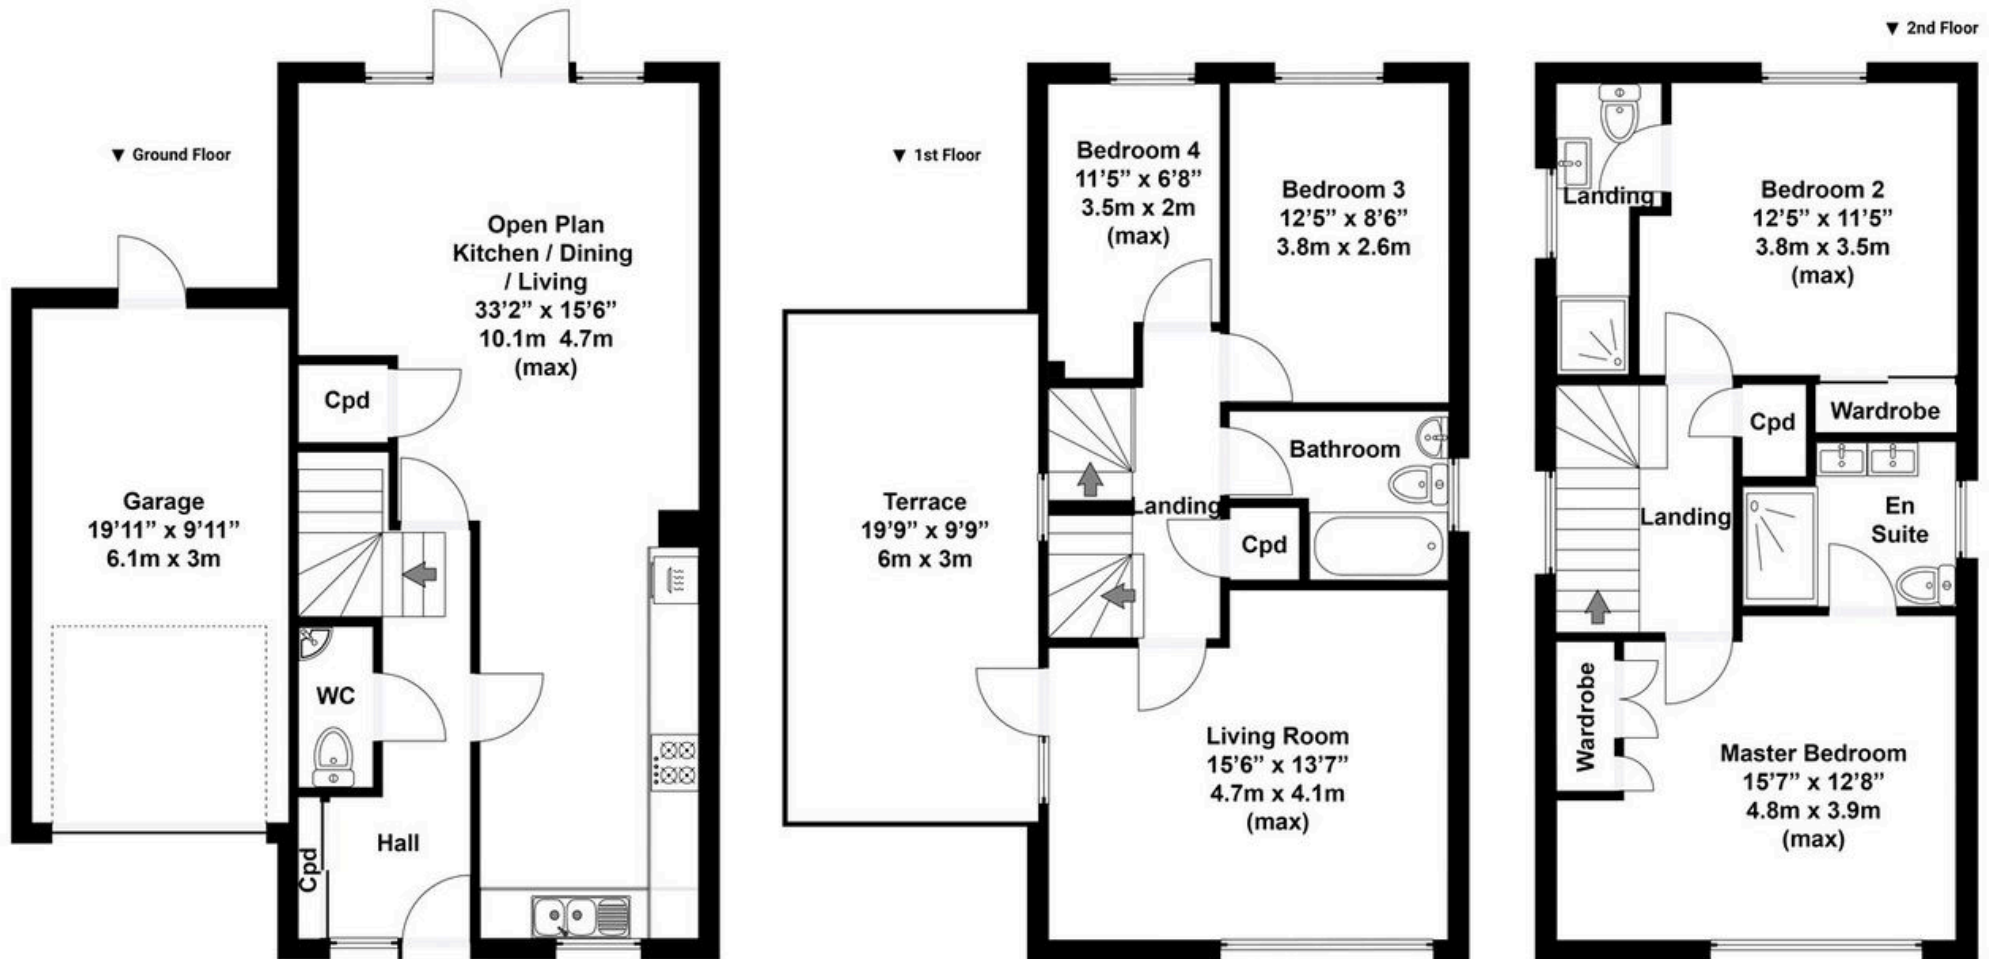 ▼ Ground Floor
Open Plan
Kitchen / Dining
/ Living
33’2” x 15’6”
10.1m 4.7m
(max)
Cpd
Garage
19’11” x 9’11”
6.1m x 3m
WC
Hall
Cpd
▼ 1st Floor
Bedroom 4
11’5” x 6’8”
3.5m x 2m
(max)
Bedroom 3
12’5” x 8’6”
3.8m x 2.6m
Bathroom
Terrace
19’9” x 9’9”
6m x 3m
Landing
Cpd
Living Room
15’6” x 13’7”
4.7m x 4.1m
(max)
▼ 2nd Floor
Landing
Bedroom 2
12’5” x 11’5”
3.8m x 3.5m
(max)
Cpd
Wardrobe
Landing
En
Suite
Wardrobe
Master Bedroom
15’7” x 12’8”
4.8m x 3.9m
(max)